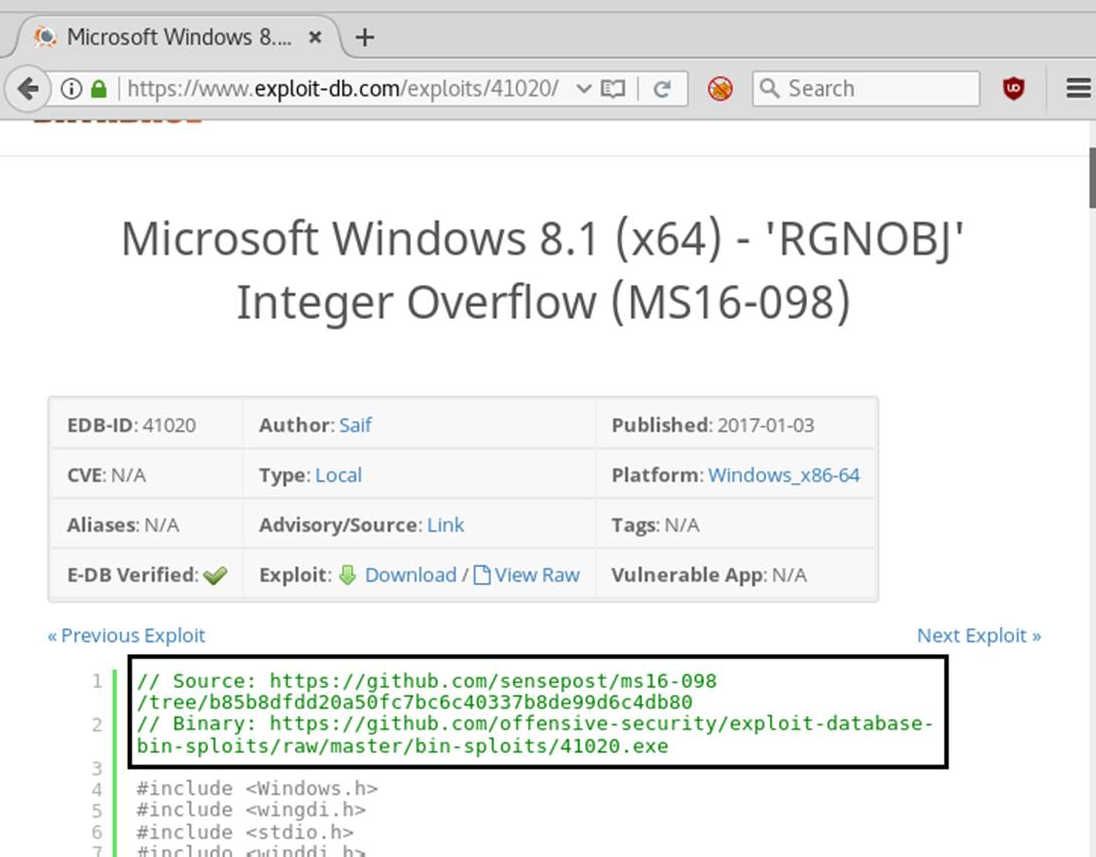 Microsoft Windows 8....
https://www.exploit-db.com/exploits/41020/
Search
Microsoft Windows 8.1 (x64) - 'RGNOBJ'
Integer Overflow (MS16-098)
EDB-ID: 41020 Author: Saif Published: 2017-01-03
CVE: N/A Type: Local Platform: Windows_x86-64
Aliases: N/A Advisory/Source: Link Tags: N/A
E-DB Verified: Exploit: Download / View Raw Vulnerable App: N/A
« Previous Exploit Next Exploit »
1 // Source: https://github.com/sensepost/ms16-098
/tree/b85b8dfdd20a50fc7bc6c40337b8de99d6c4db80
2 // Binary: https://github.com/offensive-security/exploit-database-
bin-sploits/raw/master/bin-sploits/41020.exe
3
4 #include <Windows.h>
5 #include <wingdi.h>
6 #include <stdio.h>
7 #include <winddi.h>